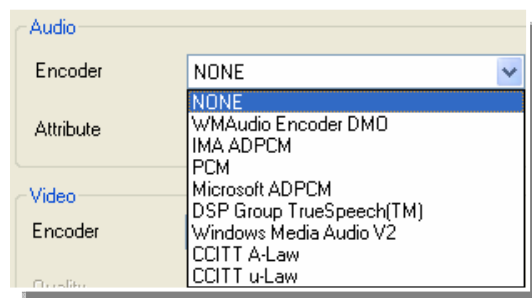 Audio
Encoder NONE
NONE
Attribute WMAudio Encoder DMO
IMA ADPCM
PCM
Microsoft ADPCM
Video DSP Group TrueSpeech(TM)
Encoder Windows Media Audio V2
CCITT A-Law
Quality CCITT u-Law